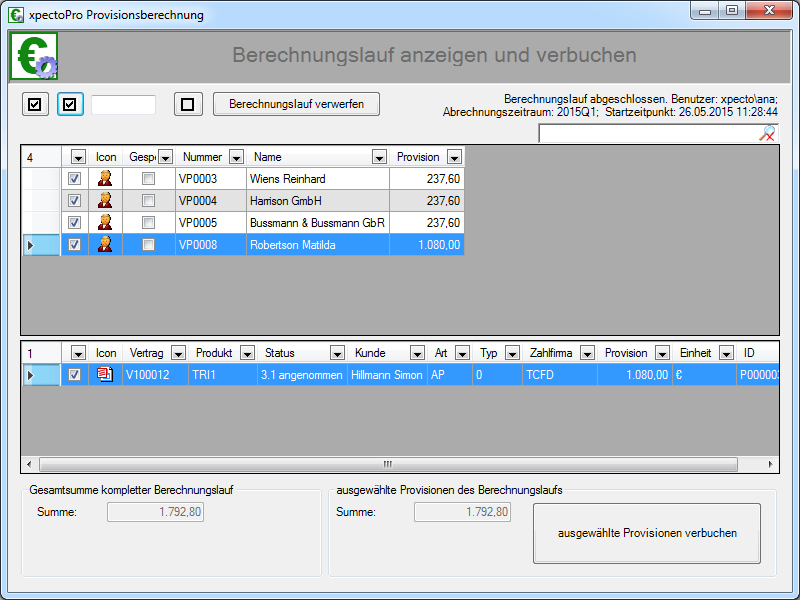 xpectoPro Provisionsberechnung
Berechnungslauf anzeigen und verbuchen
Berechnungslauf verwerfen
Berechnungslauf abgeschlossen. Benutzer: xpecto\ana;
Abrechnungszeitraum: 2015Q1; Startzeitpunkt: 26.05.2015 11:28:44
4 Icon Gespe Nummer Name Provision
VP0003 Wiens Reinhard 237,60
VP0004 Harrison GmbH 237,60
VP0005 Bussmann & Bussmann GbR 237,60
VP0008 Robertson Matilda 1.080,00
1 Icon Vertrag Produkt Status Kunde Art Typ Zahlfirma Provision Einheit ID
V100012 TRI1 3.1 angenommen Hillmann Simon AP 0 TCFD 1.080,00 € P000003
Gesamtsumme kompletter Berechnungslauf
Summe: 1.792,80
ausgewählte Provisionen des Berechnungslaufs
Summe: 1.792,80
ausgewählte Provisionen verbuchen